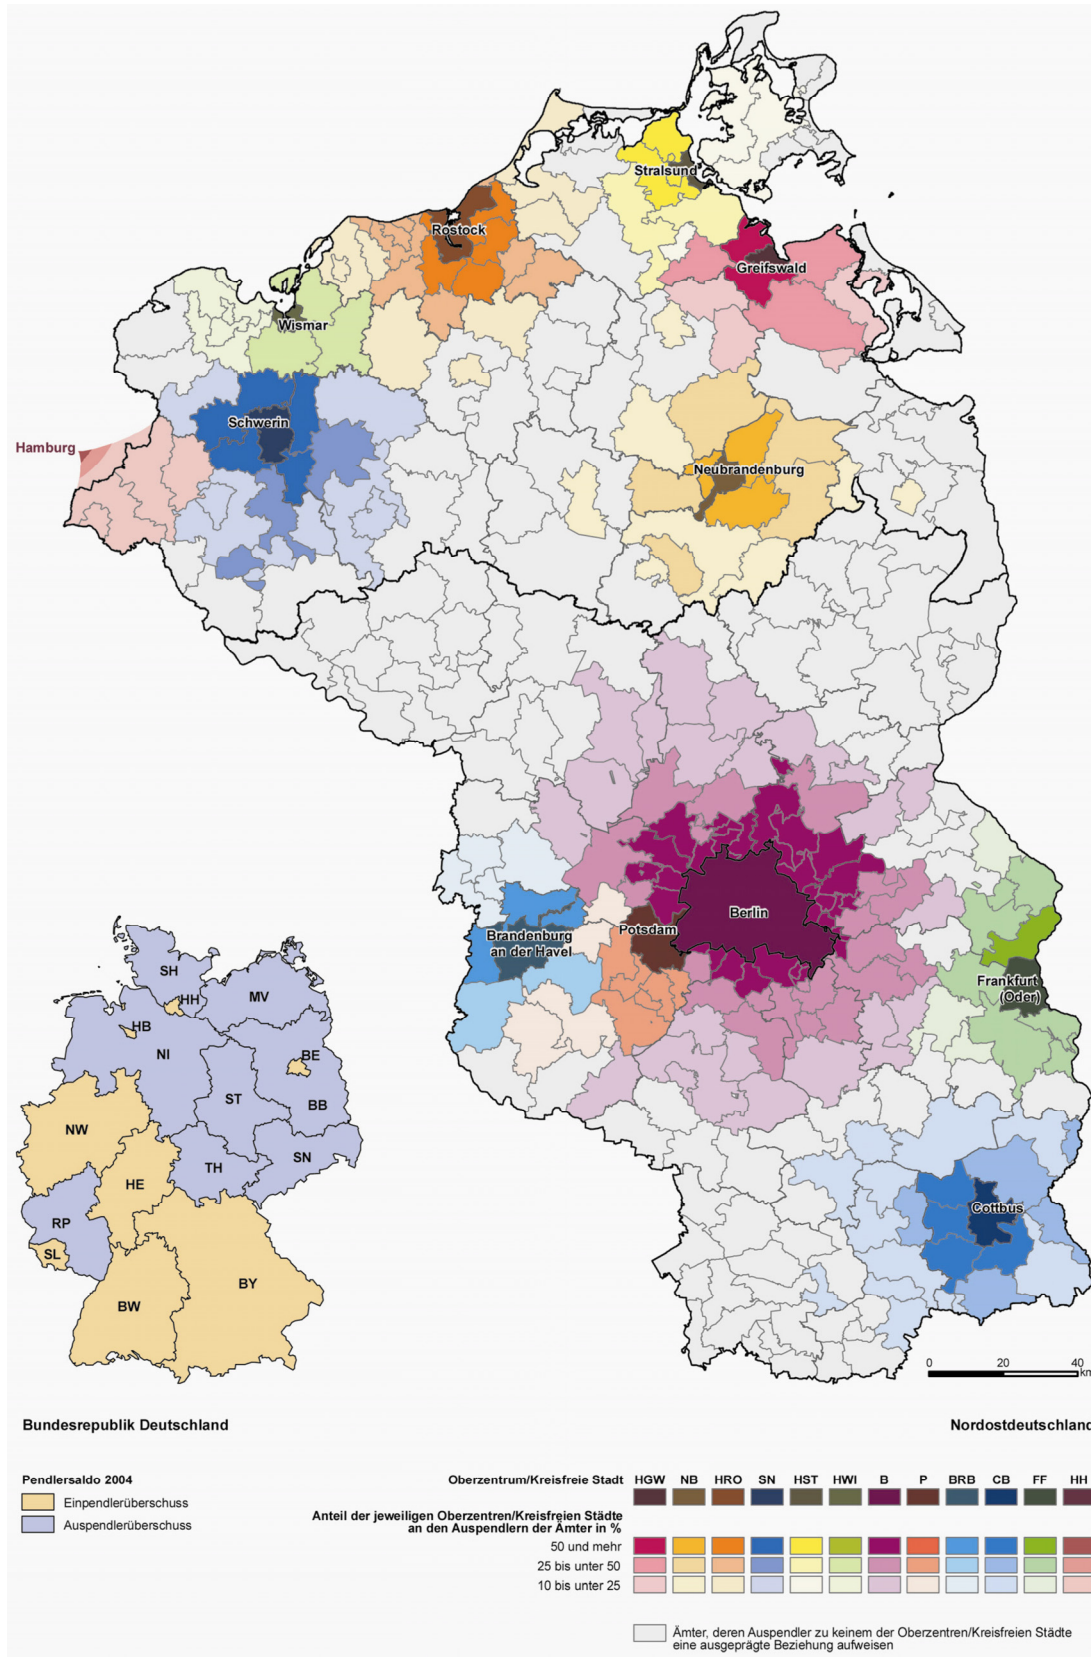 Stralsund
Rostock
Greifswald
Wismar
Schwerin
Hamburg
Neubrandenburg
Berlin
Potsdam
Brandenburg
an der Havel
Frankfurt
(Oder)
Cottbus
SH
HH
MV
HB
NI
BE
ST
BB
NW
TH
SN
HE
RP
SL
BY
BW
0 20 40
km
Bundesrepublik Deutschland
Nordostdeutschland
Pendlersaldo 2004
Einpendlerüberschuss
Auspendlerüberschuss
Oberzentrum/Kreisfreie Stadt HGW NB HRO SN HST HWI B P BRB CB FF HH
Anteil der jeweiligen Oberzentren/Kreisfreien Städte
an den Auspendlern der Ämter in %
50 und mehr
25 bis unter 50
10 bis unter 25
Ämter, deren Auspendler zu keinem der Oberzentren/Kreisfreien Städte
eine ausgeprägte Beziehung aufweisen